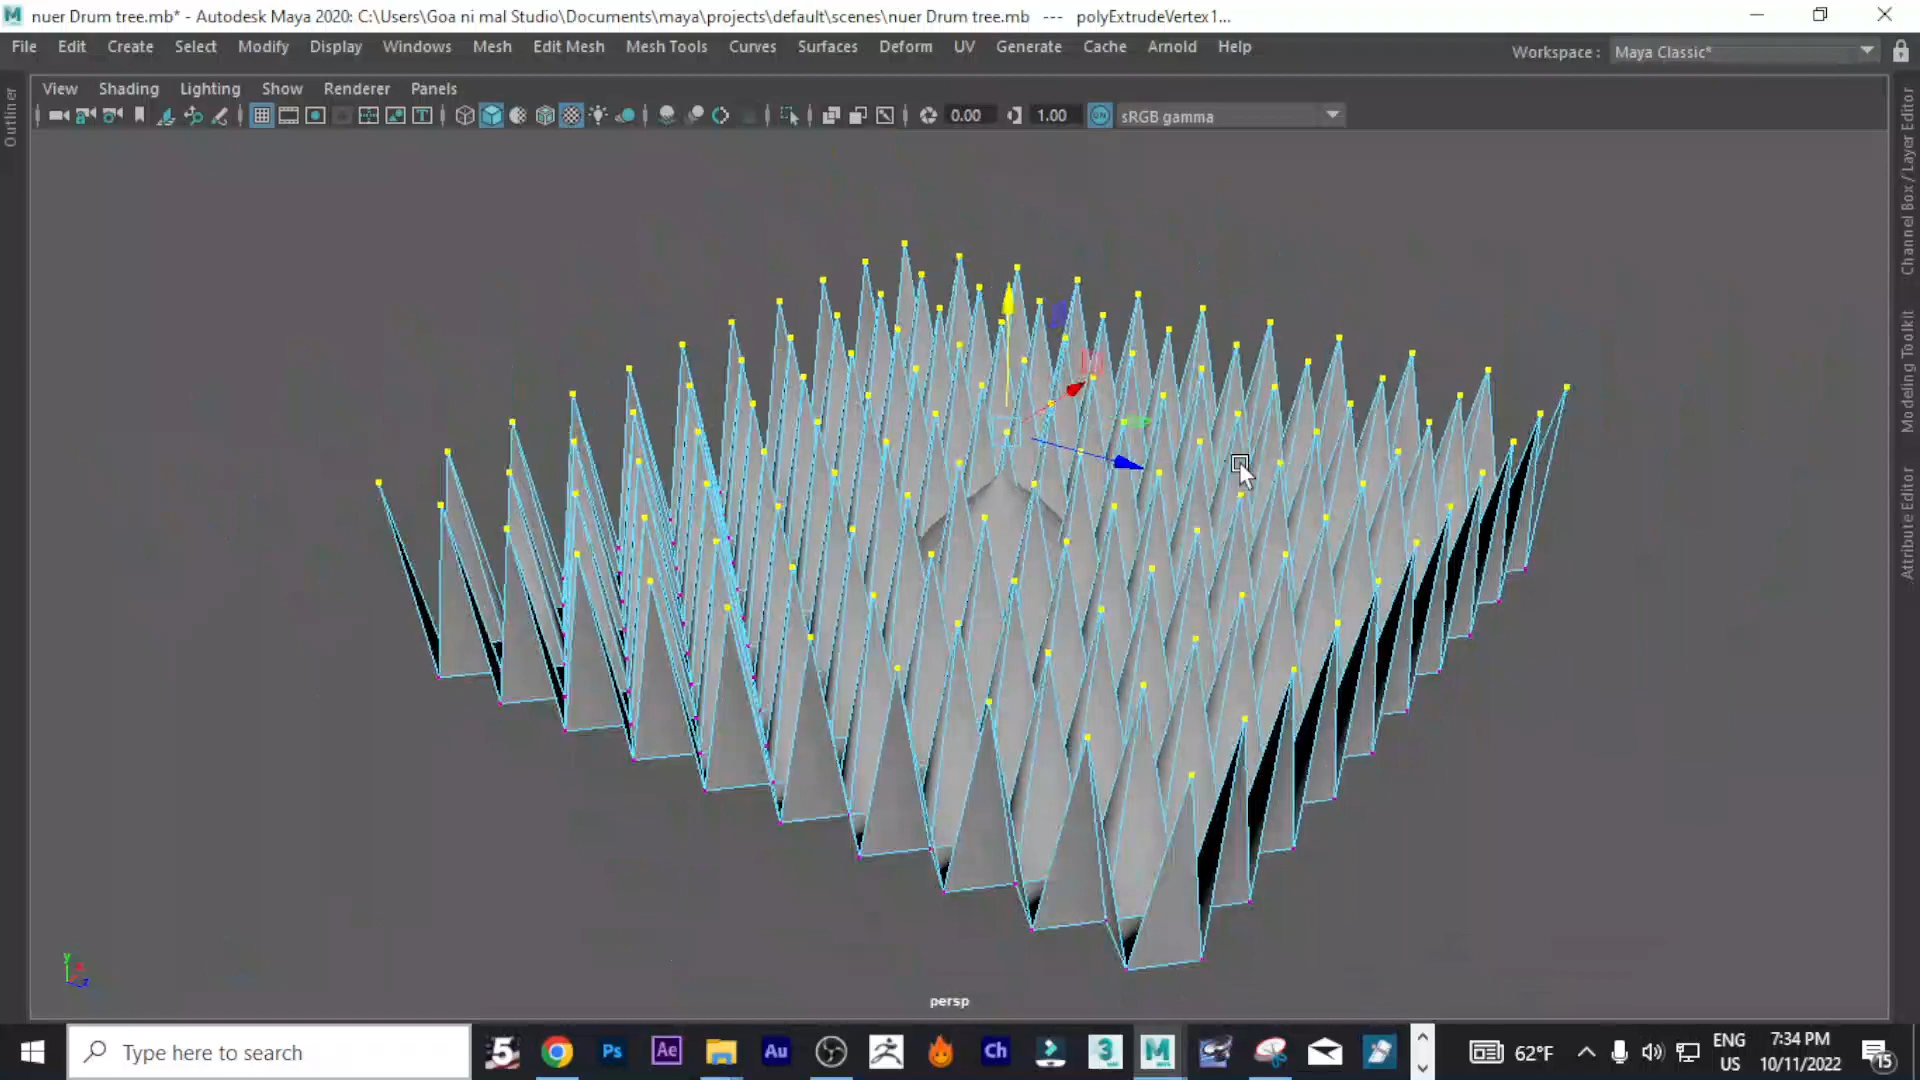 nuer Drum tree.mb* - Autodesk Maya 2020: C:\Users\Goa ni mal Studio\Documents\maya\projects\default\scenes\nuer Drum tree.mb --- polyExtrudeVertex1...
File Edit Create Select Modify Display Windows Mesh Edit Mesh Mesh Tools Curves Surfaces Deform UV Generate Cache Arnold Help Workspace : Maya Classic*
View Shading Lighting Show Renderer Panels
0.00 1.00 ON sRGB gamma
Outliner
Channel Box / Layer Editor
Modeling Toolkit
Attribute Editor
y
z
persp
Type here to search
5 Ps Ae Au Ch 3 M
62°F
ENG
US
7:34 PM
10/11/2022
15